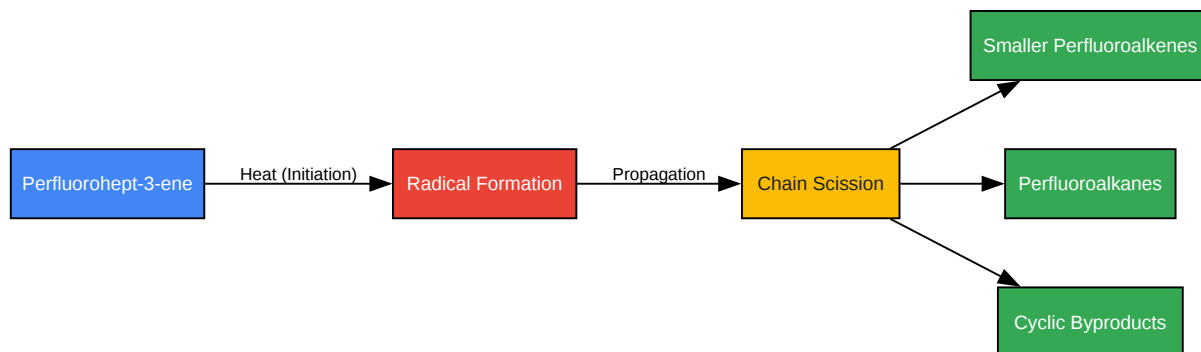 Smaller Perfluoroalkenes
Perfluorohept-3-ene
Heat (Initiation)
Radical Formation
Propagation
Chain Scission
Perfluoroalkanes
Cyclic Byproducts